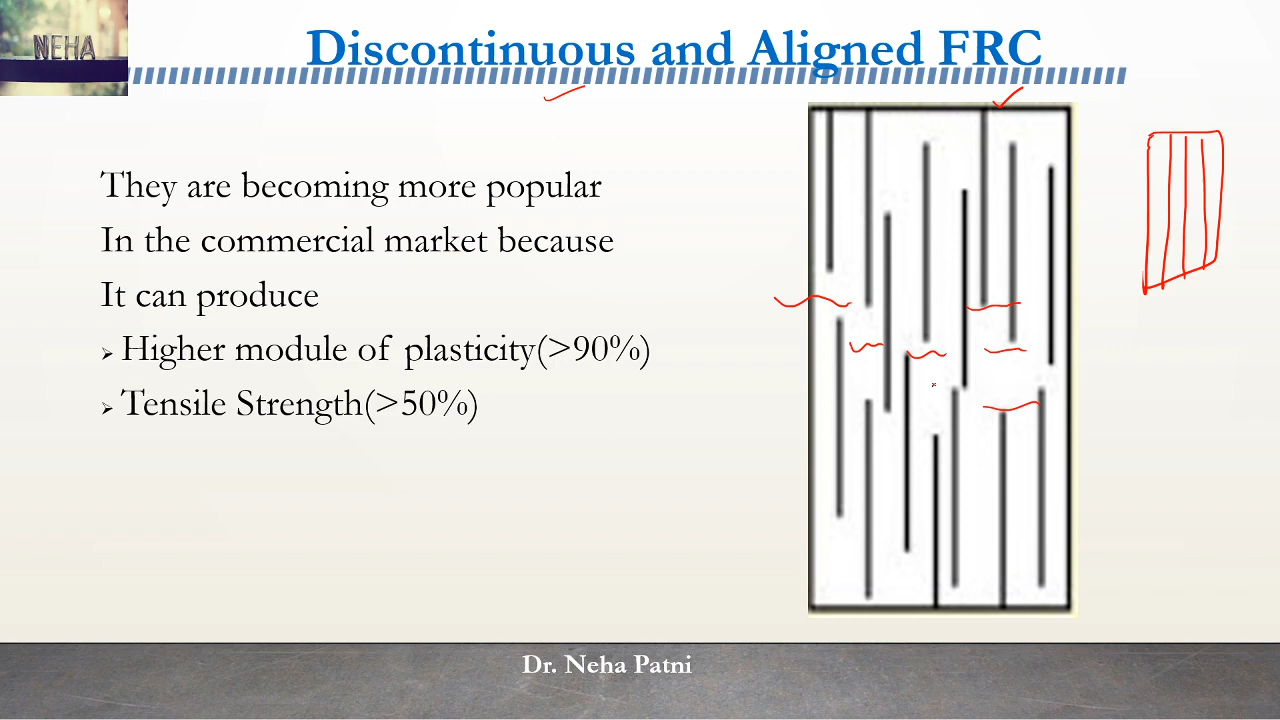 NEHA
Discontinuous and Aligned FRC
They are becoming more popular
In the commercial market because
It can produce
➢ Higher module of plasticity(>90%)
➢ Tensile Strength(>50%)
Dr. Neha Patni